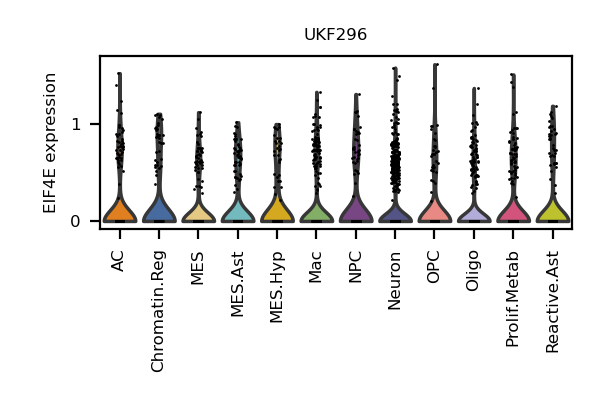 UKF296
EIF4E expression
1
0
AC
Chromatin.Reg
MES
MES.Ast
MES.Hyp
Mac
NPC
Neuron
OPC
Oligo
Prolif.Metab
Reactive.Ast